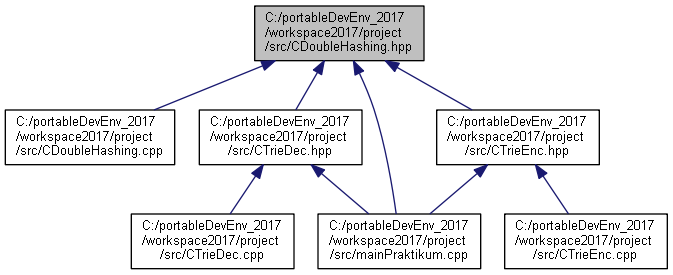 C:/portableDevEnv_2017
/workspace2017/project
/src/CDoubleHashing.hpp
C:/portableDevEnv_2017
/workspace2017/project
/src/CDoubleHashing.cpp
C:/portableDevEnv_2017
/workspace2017/project
/src/CTrieDec.hpp
C:/portableDevEnv_2017
/workspace2017/project
/src/CTrieEnc.hpp
C:/portableDevEnv_2017
/workspace2017/project
/src/CTrieDec.cpp
C:/portableDevEnv_2017
/workspace2017/project
/src/mainPraktikum.cpp
C:/portableDevEnv_2017
/workspace2017/project
/src/CTrieEnc.cpp